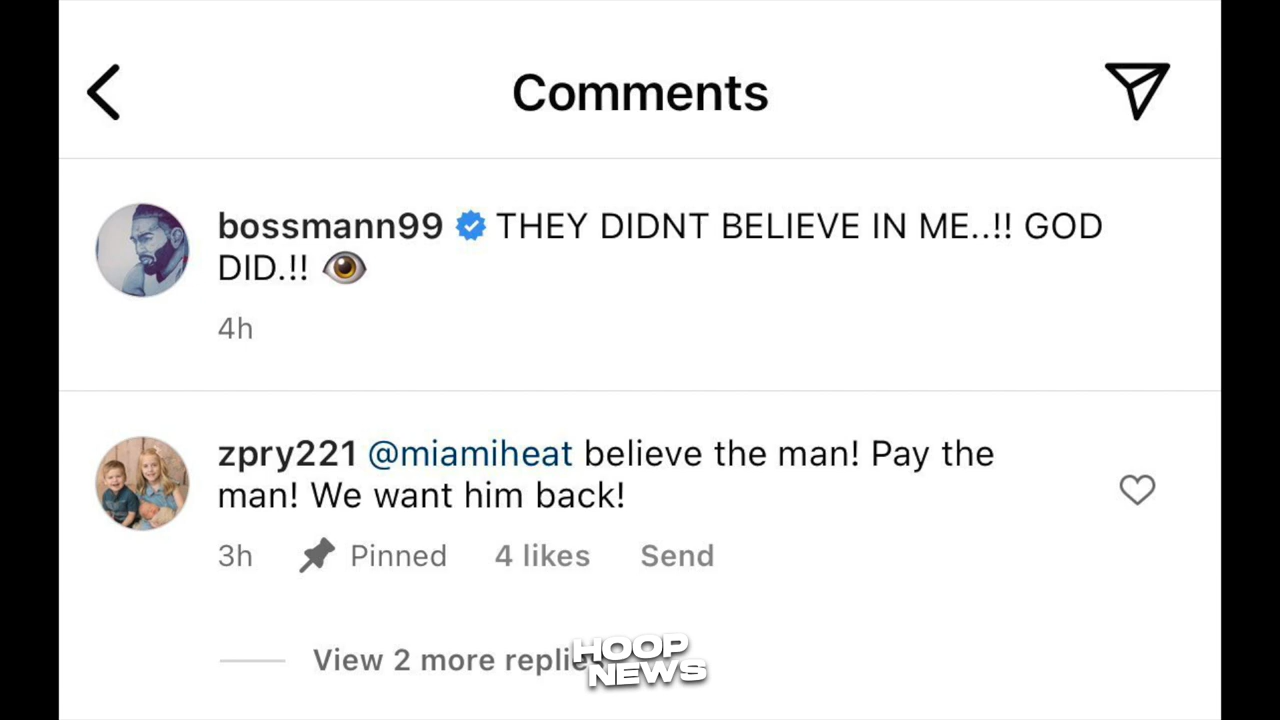 Comments
bossmann99 THEY DIDNT BELIEVE IN ME..!! GOD
DID.!! 👁
4h
zpry221 @miamiheat believe the man! Pay the
man! We want him back!
3h Pinned 4 likes Send
View 2 more replies
HOOP
NEWS